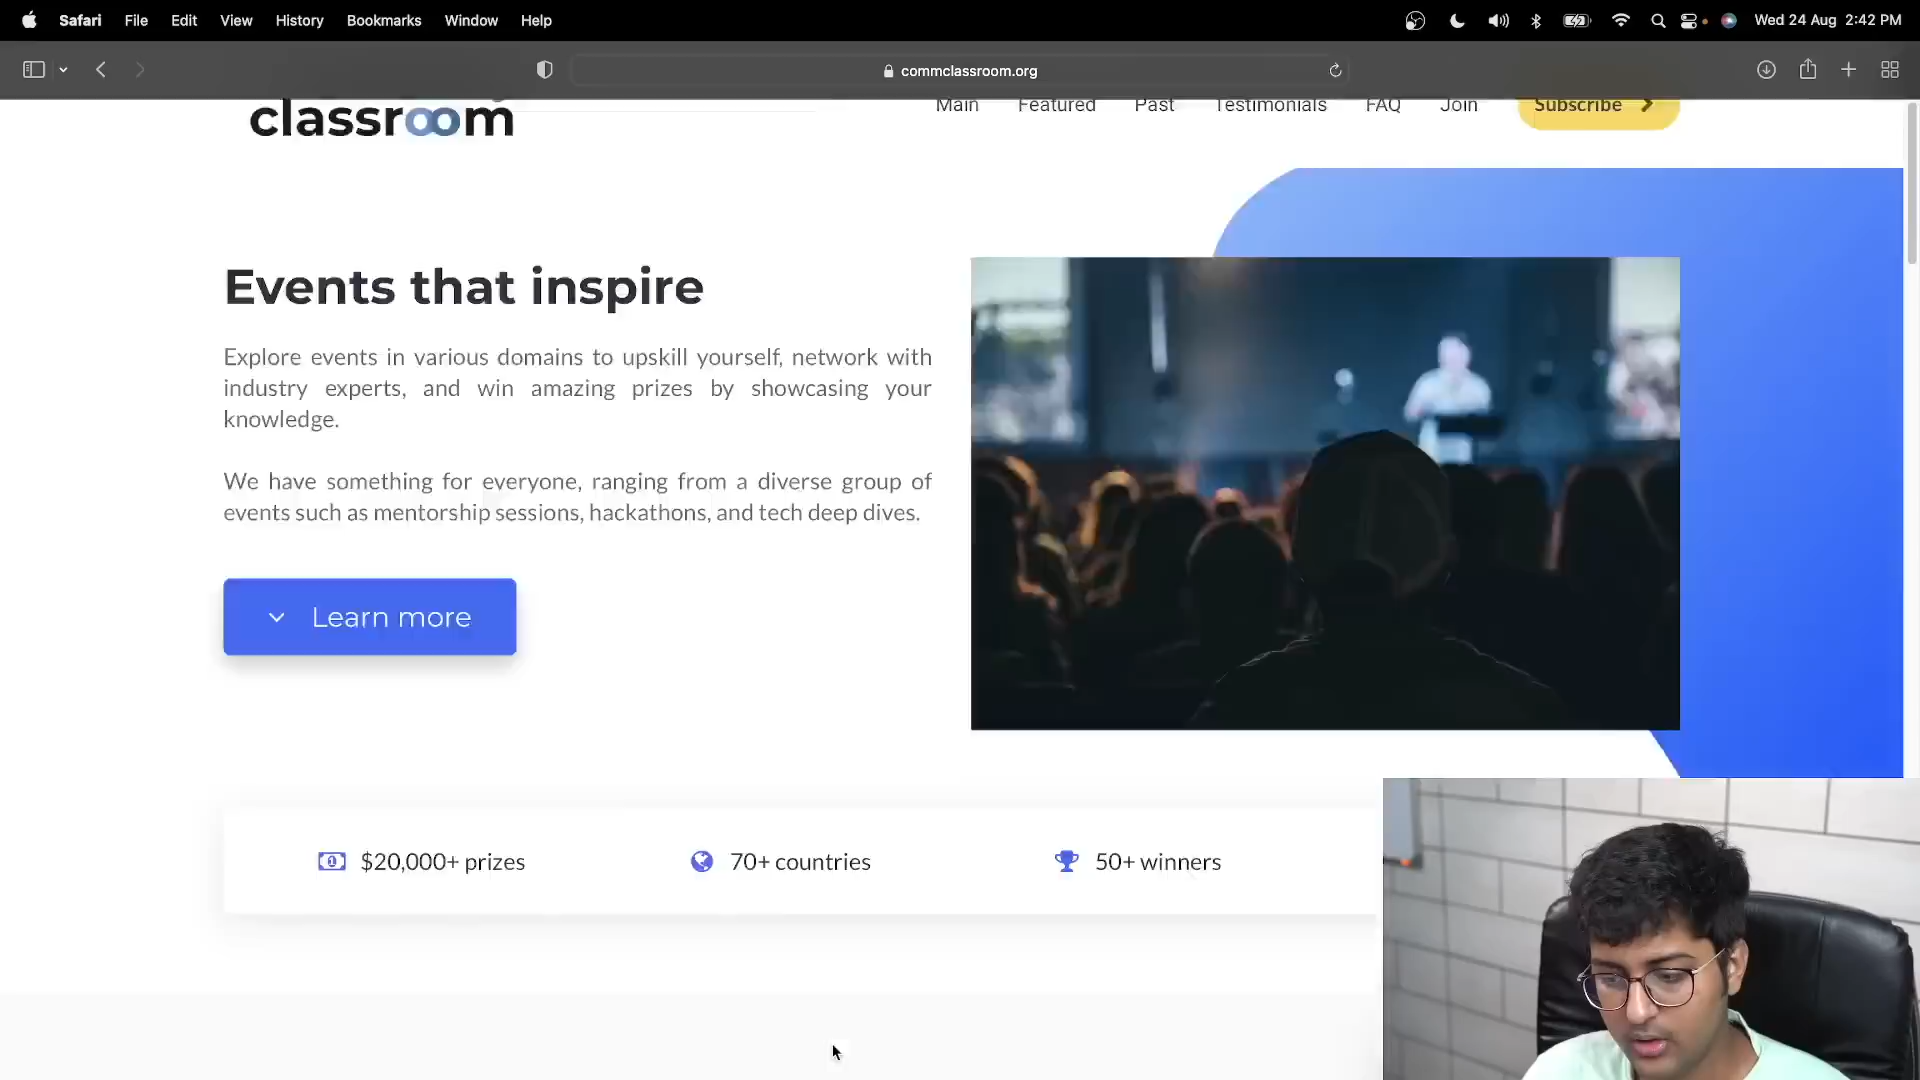 Safari File Edit View History Bookmarks Window Help Wed 24 Aug 2:42 PM
commclassroom.org
classroom
Main Featured Past Testimonials FAQ Join Subscribe
Events that inspire
Explore events in various domains to upskill yourself, network with
industry experts, and win amazing prizes by showcasing your
knowledge.
We have something for everyone, ranging from a diverse group of
events such as mentorship sessions, hackathons, and tech deep dives.
Learn more
$20,000+ prizes
70+ countries
50+ winners